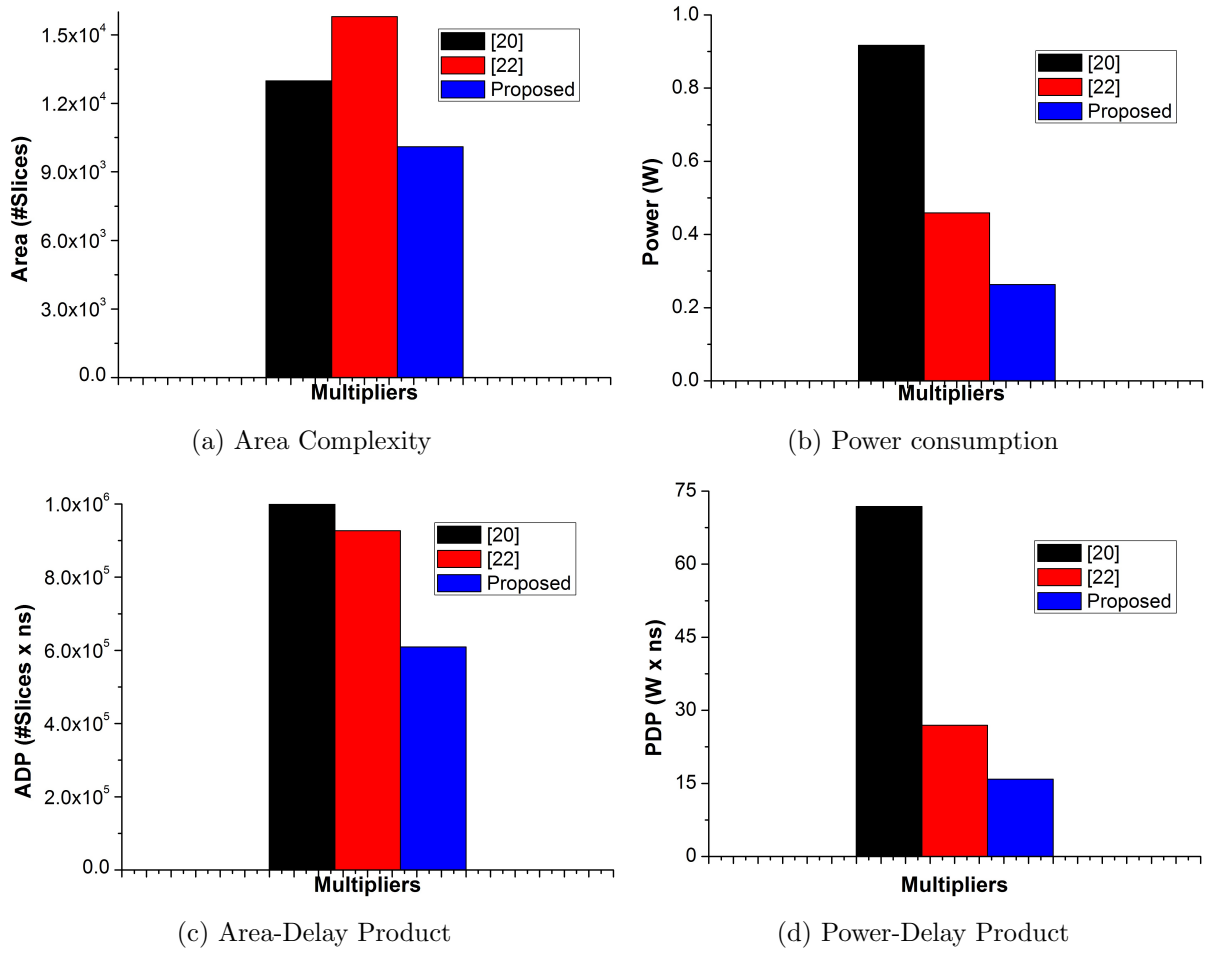 Area (#Slices)
1.5x10⁴
1.2x10⁴
9.0x10³
6.0x10³
3.0x10³
0.0
[20]
[22]
Proposed
Multipliers
(a) Area Complexity
Power (W)
1.0
0.8
0.6
0.4
0.2
0.0
[20]
[22]
Proposed
Multipliers
(b) Power consumption
ADP (#Slices x ns)
1.0x10⁶
8.0x10⁵
6.0x10⁵
4.0x10⁵
2.0x10⁵
0.0
[20]
[22]
Proposed
Multipliers
(c) Area-Delay Product
PDP (W x ns)
75
60
45
30
15
0
[20]
[22]
Proposed
Multipliers
(d) Power-Delay Product